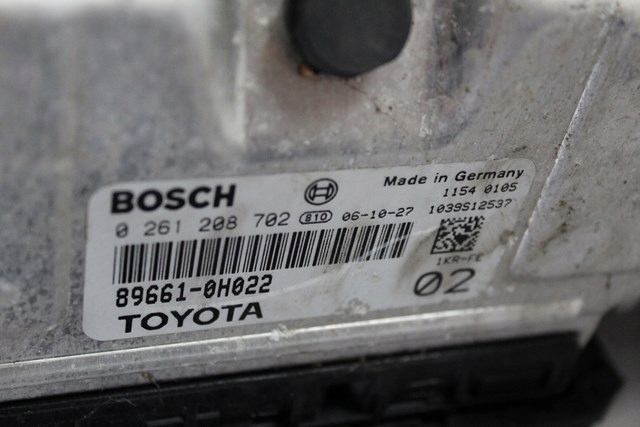 BOSCH Made in Germany
1154 0105
0 261 208 702 810 06-10-27 1039S12537
1KR-FE
89661-0H022 02
TOYOTA